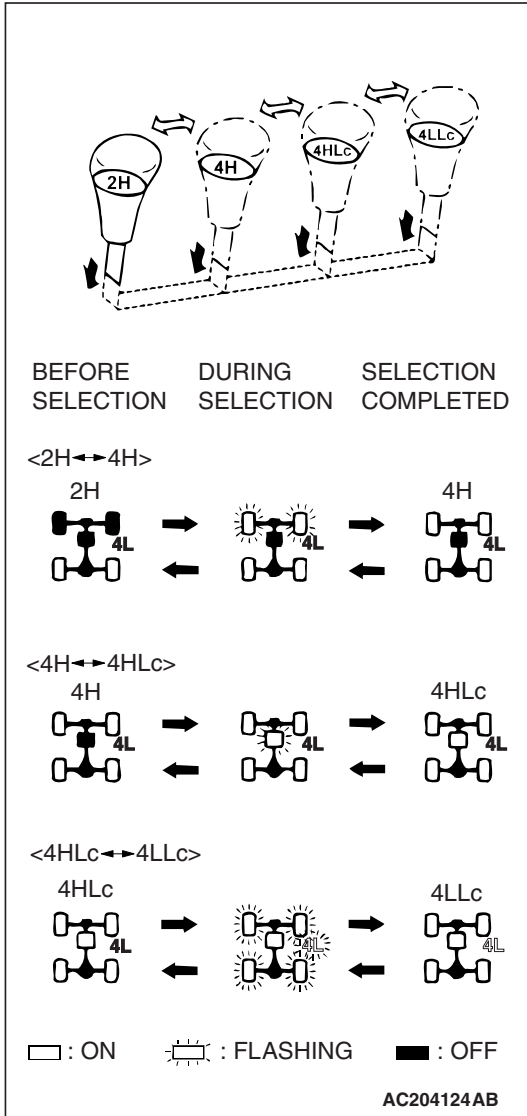 2H 4H 4HLc 4LLc
BEFORE SELECTION DURING SELECTION SELECTION COMPLETED
<2H↔4H>
2H 4H
4L 4L 4L
<4H↔4HLc>
4H 4HLc
4L 4L 4L
<4HLc↔4LLc>
4HLc 4LLc
4L 4L 4L
: ON : FLASHING : OFF
AC204124AB